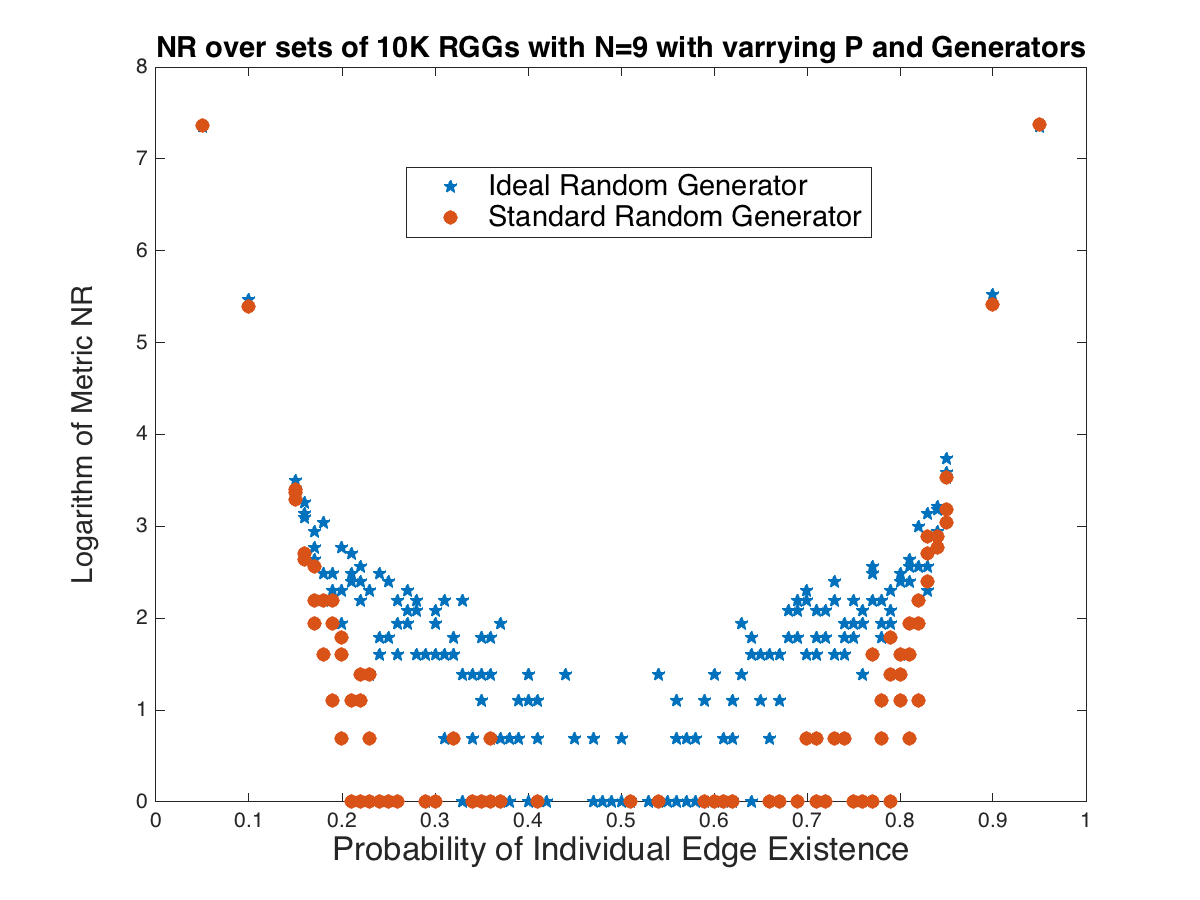 NR over sets of 10K RGGs with N=9 with varrying P and Generators
8
7
6
5
4
3
2
1
0
Logarithm of Metric NR
Ideal Random Generator
Standard Random Generator
0 0.1 0.2 0.3 0.4 0.5 0.6 0.7 0.8 0.9 1
Probability of Individual Edge Existence